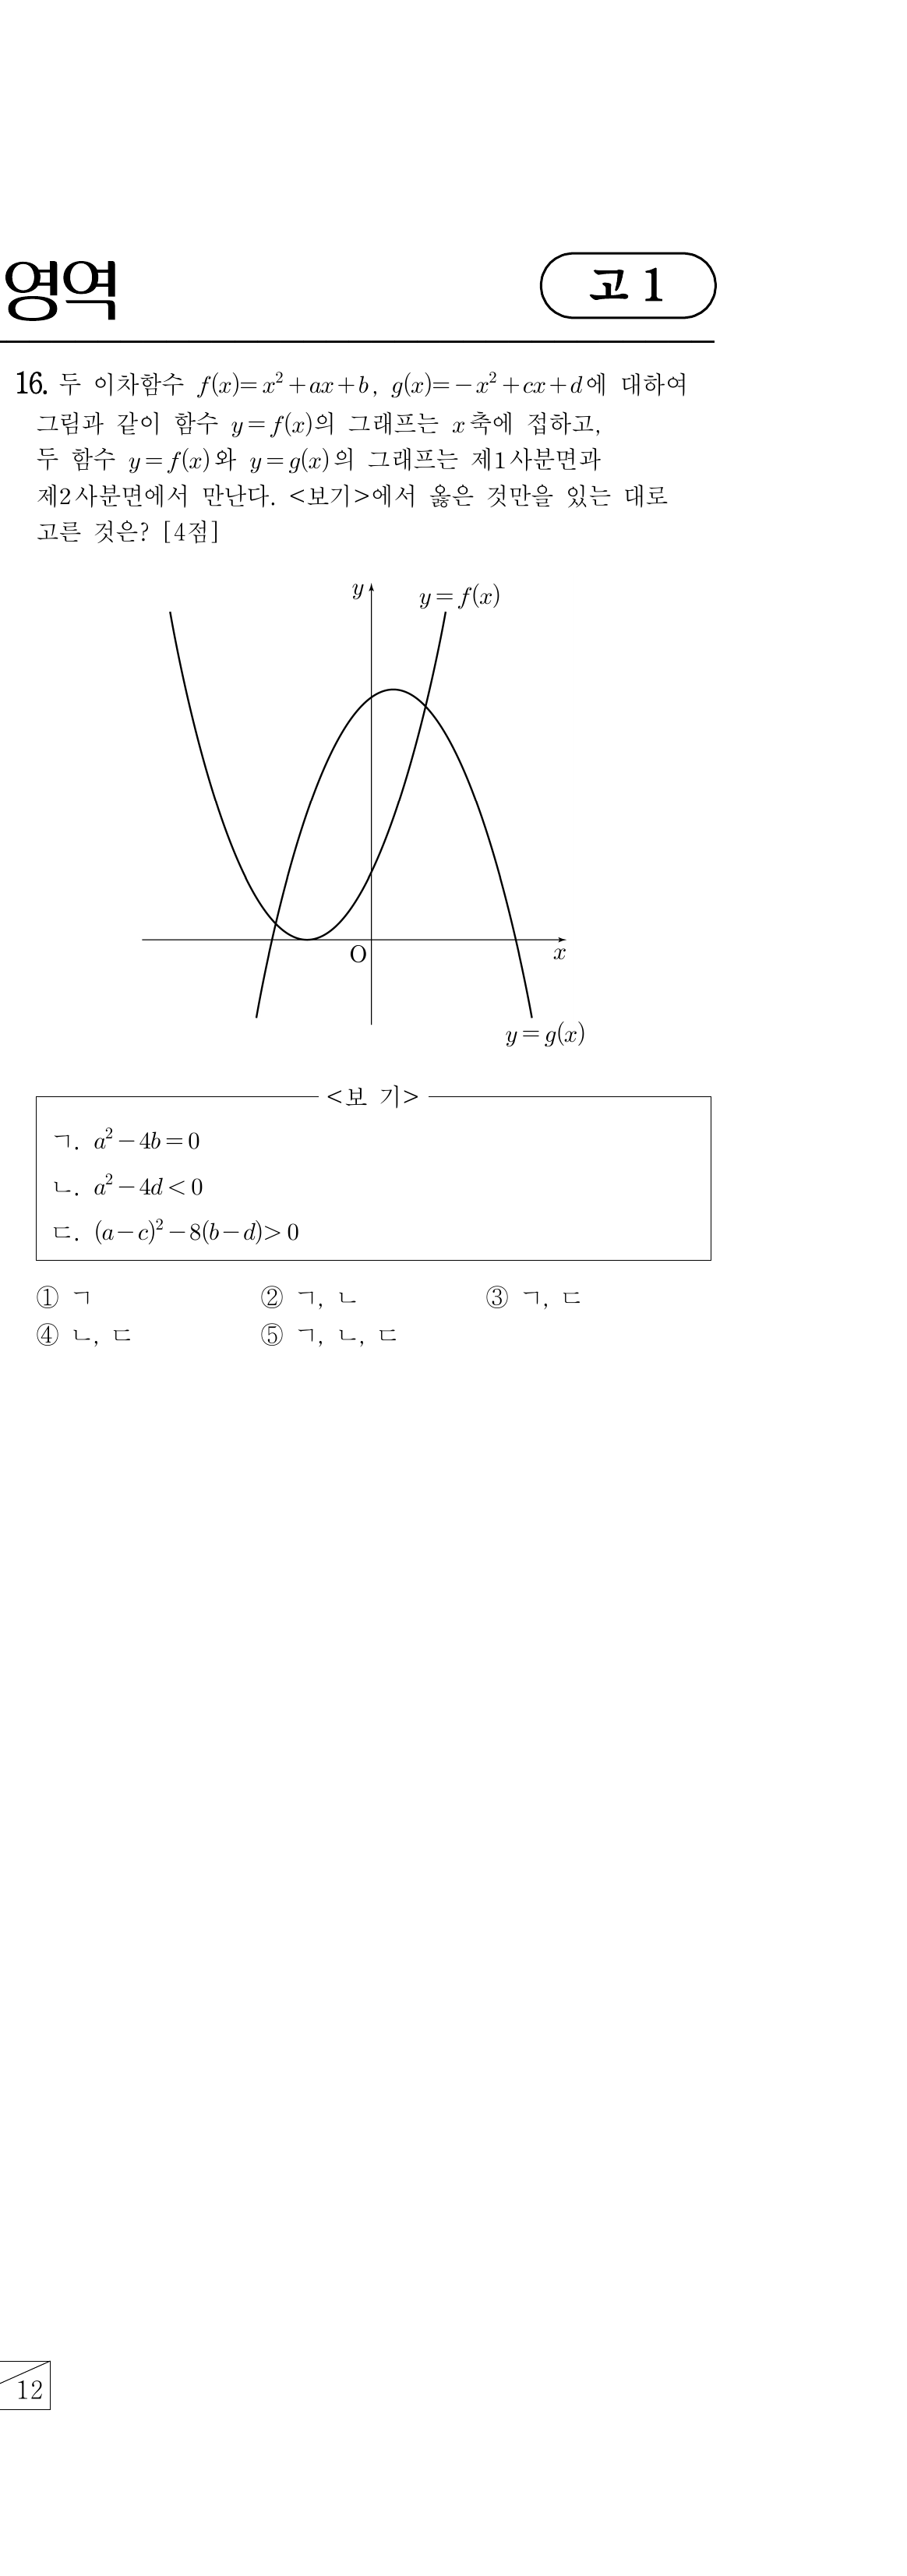 영역
고 1
16. 두 이차함수 f(x)=x²+ax+b, g(x)=-x²+cx+d에 대하여
그림과 같이 함수 y=f(x)의 그래프는 x축에 접하고,
두 함수 y=f(x)와 y=g(x)의 그래프는 제1사분면과
제2사분면에서 만난다. <보기>에서 옳은 것만을 있는 대로
고른 것은? [4점]
y
y=f(x)
O
x
y=g(x)
<보 기>
ㄱ. a²-4b=0
ㄴ. a²-4d<0
ㄷ. (a-c)²-8(b-d)>0
① ㄱ ② ㄱ, ㄴ ③ ㄱ, ㄷ
④ ㄴ, ㄷ ⑤ ㄱ, ㄴ, ㄷ
12